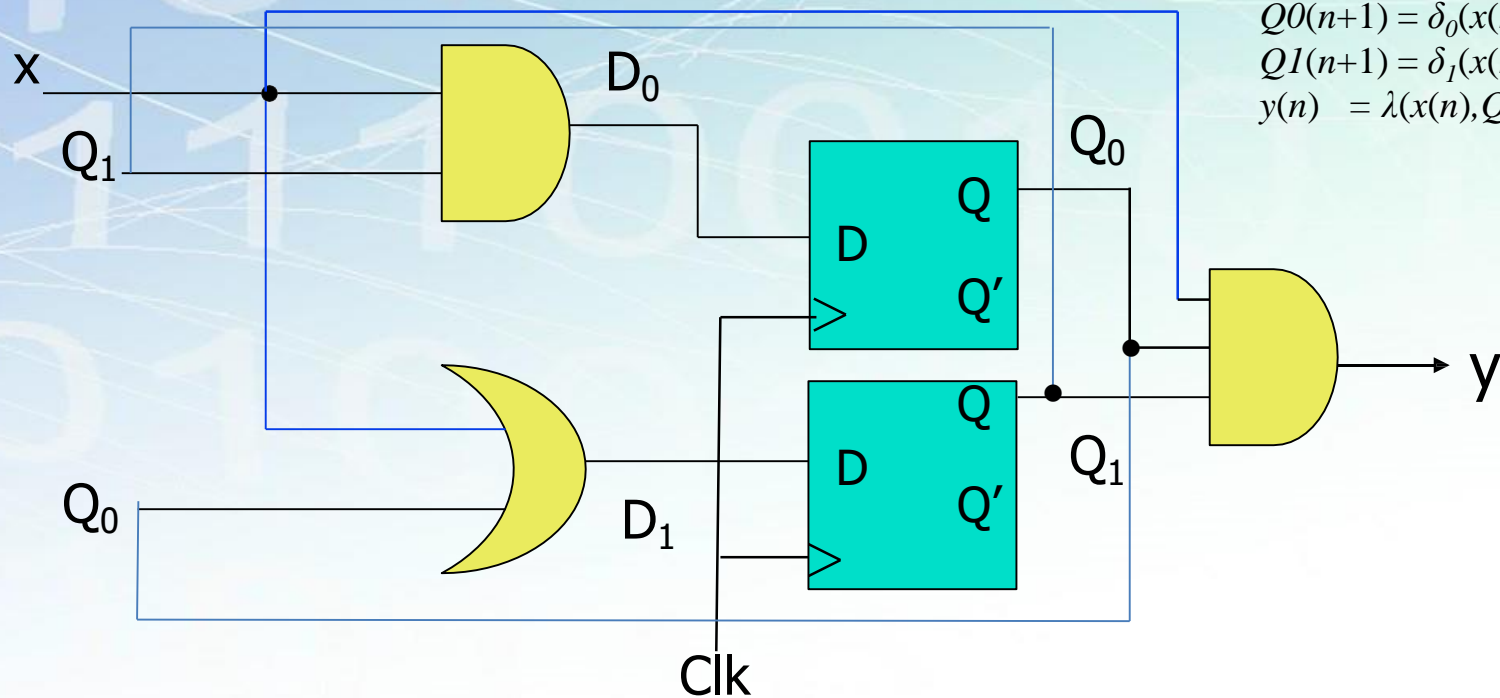 Q0(n+1) = δ₀(x(
Q1(n+1) = δ₁(x(
y(n) = λ(x(n),Q
x
D₀
Q₁
Q₀
Q
D
Q′
Q
y
D
Q₁
Q₀
D₁
Q′
Clk